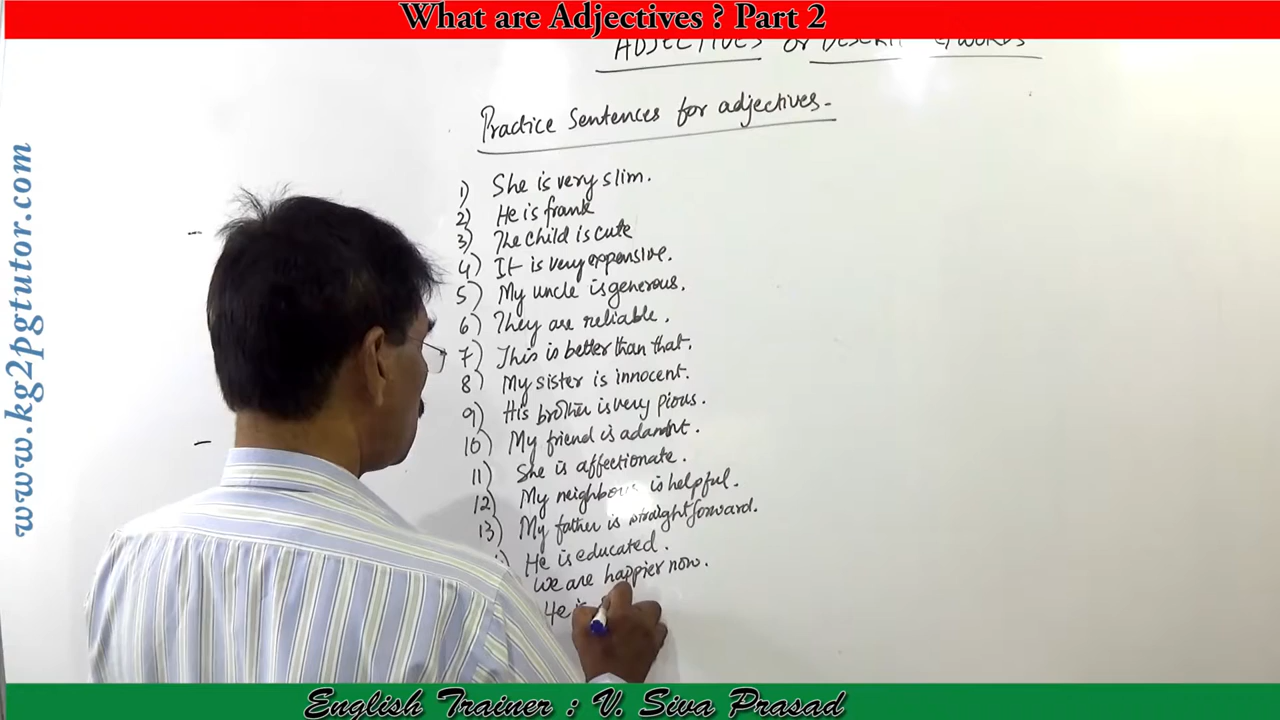 What are Adjectives ? Part 2
ADJECTIVES or WORDS
Practice Sentences for adjectives-
1) She is very slim.
2) He is frank
3) The child is cute
4) It is very expensive.
5) My uncle is generous.
6) They are reliable.
7) This is better than that.
8) My sister is innocent.
9) His brother is very pious.
10) My friend is adamant.
11) She is affectionate.
12) My neighbour is helpful.
13) My father is straightforward.
He is educated.
We are happier now.
He is
www.kg2pgtutor.com
English Trainer : V. Siva Prasad